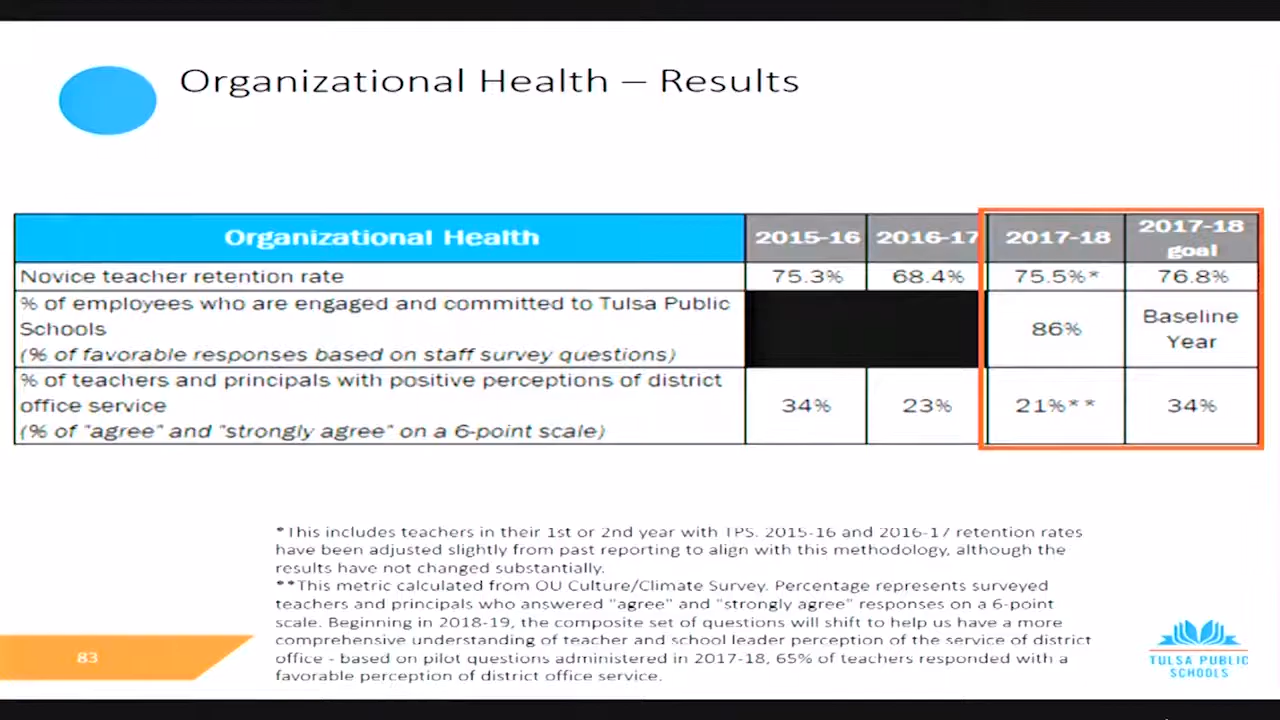 Organizational Health – Results
Organizational Health 2015-16 2016-17 2017-18 2017-18 goal
Novice teacher retention rate 75.3% 68.4% 75.5%* 76.8%
% of employees who are engaged and committed to Tulsa Public
Schools
(% of favorable responses based on staff survey questions)
86%
Baseline
Year
% of teachers and principals with positive perceptions of district
office service
(% of "agree" and "strongly agree" on a 6-point scale)
34% 23% 21%** 34%
*This includes teachers in their 1st or 2nd year with TPS. 2015-16 and 2016-17 retention rates
have been adjusted slightly from past reporting to align with this methodology, although the
results have not changed substantially.
**This metric calculated from OU Culture/Climate Survey. Percentage represents surveyed
teachers and principals who answered "agree" and "strongly agree" responses on a 6-point
scale. Beginning in 2018-19, the composite set of questions will shift to help us have a more
comprehensive understanding of teacher and school leader perception of the service of district
office - based on pilot questions administered in 2017-18, 65% of teachers responded with a
favorable perception of district office service.
83
TULSA PUBLIC
SCHOOLS